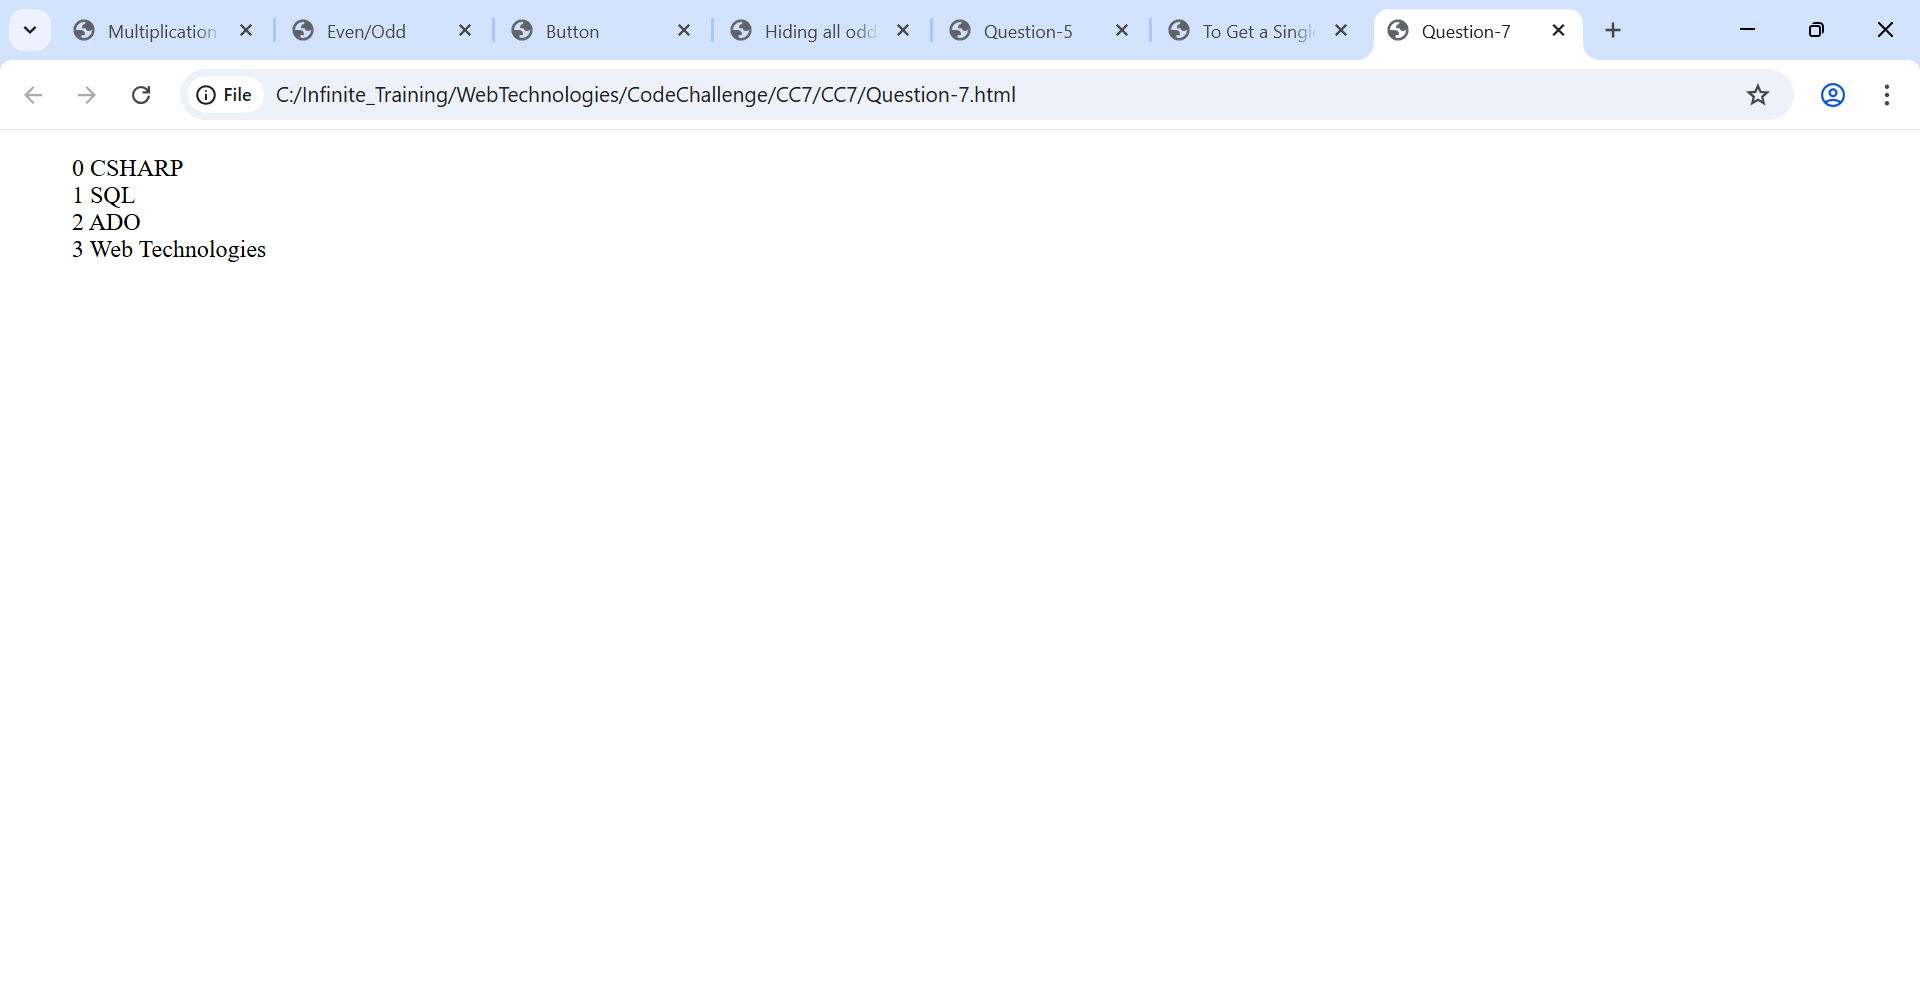 Multiplication
Even/Odd
Button
Hiding all odd
Question-5
To Get a Singl
Question-7
File
C:/Infinite_Training/WebTechnologies/CodeChallenge/CC7/CC7/Question-7.html
0 CSHARP
1 SQL
2 ADO
3 Web Technologies